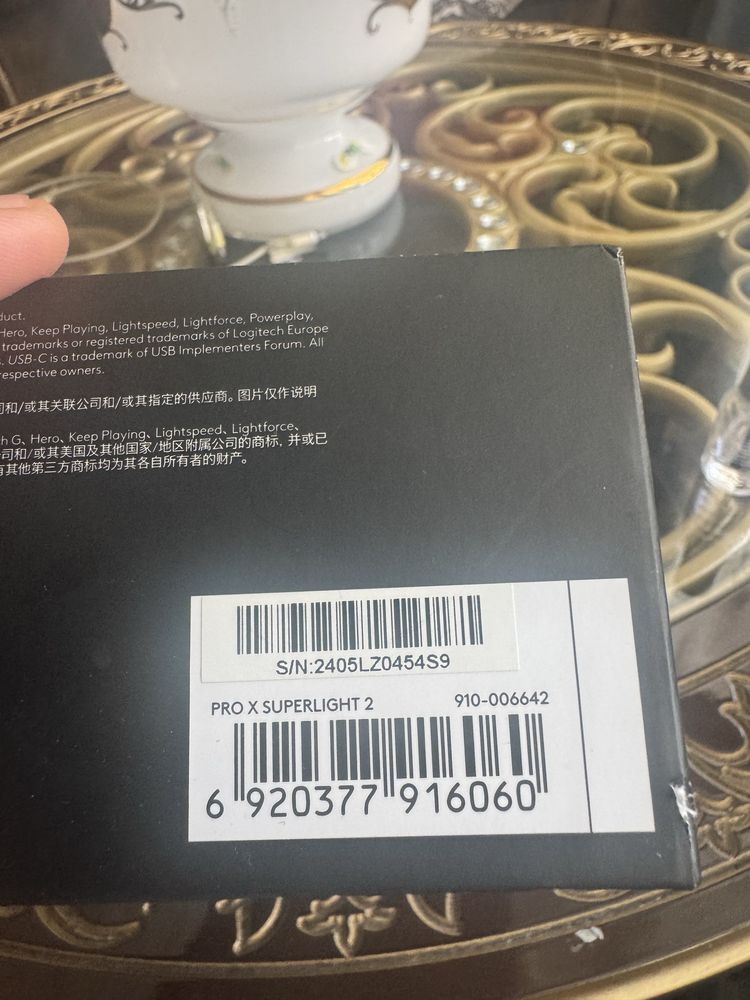 duct.
Hero, Keep Playing, Lightspeed, Lightforce, Powerplay,
trademarks or registered trademarks of Logitech Europe
s. USB-C is a trademark of USB Implementers Forum. All
respective owners.
司和/或其关联公司和/或其指定的供应商。图片仅作说明
h G、Hero、Keep Playing、Lightspeed、Lightforce、
司和/或其美国及其他国家/地区附属公司的商标，并或已
有其他第三方商标均为其各自所有者的财产。
S/N:2405LZ0454S9
PRO X SUPERLIGHT 2 910-006642
6 920377 916060